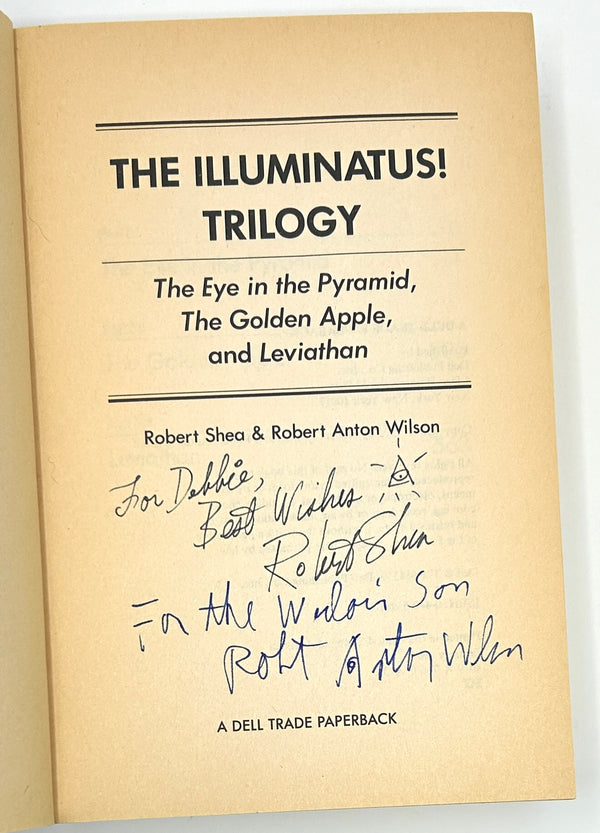 THE ILLUMINATUS!
TRILOGY
The Eye in the Pyramid,
The Golden Apple,
and Leviathan
Robert Shea & Robert Anton Wilson
For Debbie,
Best Wishes
Robert Shea
For the Widow's Son
Robt Anton Wilson
A DELL TRADE PAPERBACK